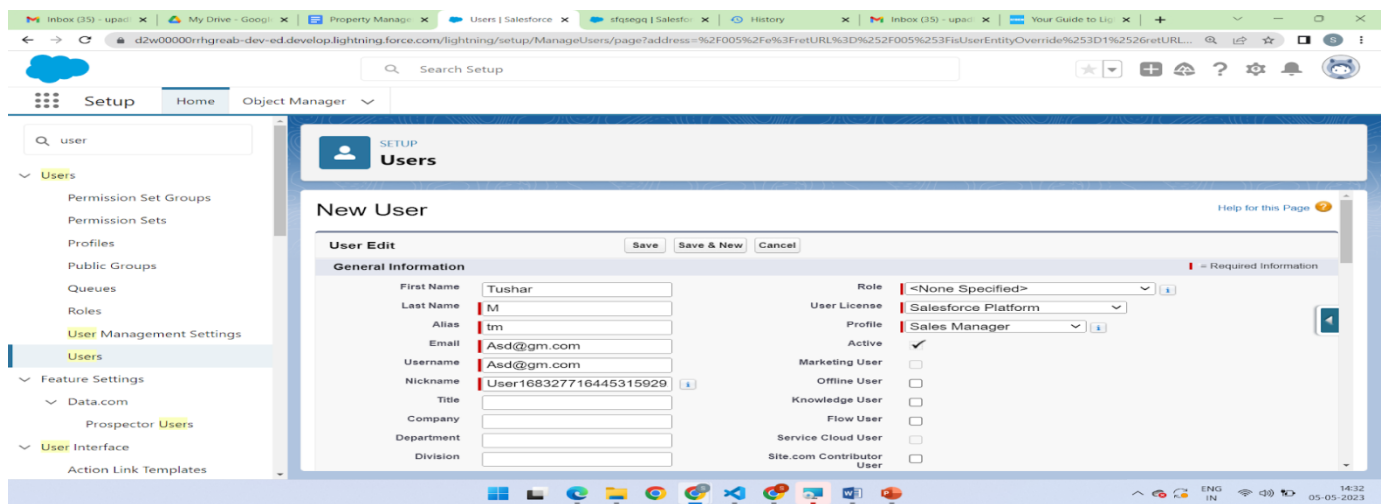 Inbox (35) - upad
My Drive - Googl
Property Manage
Users | Salesforce
sfqsegq | Salesfo
History
Inbox (35) - upad
Your Guide to Lig
d2w00000rrhgreab-dev-ed.develop.lightning.force.com/lightning/setup/ManageUsers/page?address=%2F005%2Fe%3FretURL%3D%252F005%253FisUserEntityOverride%253D1%2526retURL...
S
Search Setup
Setup Home Object Manager
user
Users
Permission Set Groups
Permission Sets
Profiles
Public Groups
Queues
Roles
User Management Settings
Users
Feature Settings
Data.com
Prospector Users
User Interface
Action Link Templates
SETUP
Users
New User
Help for this Page
User Edit Save Save & New Cancel
General Information = Required Information
First Name Tushar
Last Name M
Alias tm
Email Asd@gm.com
Username Asd@gm.com
Nickname User168327716445315929
Title
Company
Department
Division
Role <None Specified>
User License Salesforce Platform
Profile Sales Manager
Active
Marketing User
Offline User
Knowledge User
Flow User
Service Cloud User
Site.com Contributor
User
ENG
IN
14:32
05-05-2023